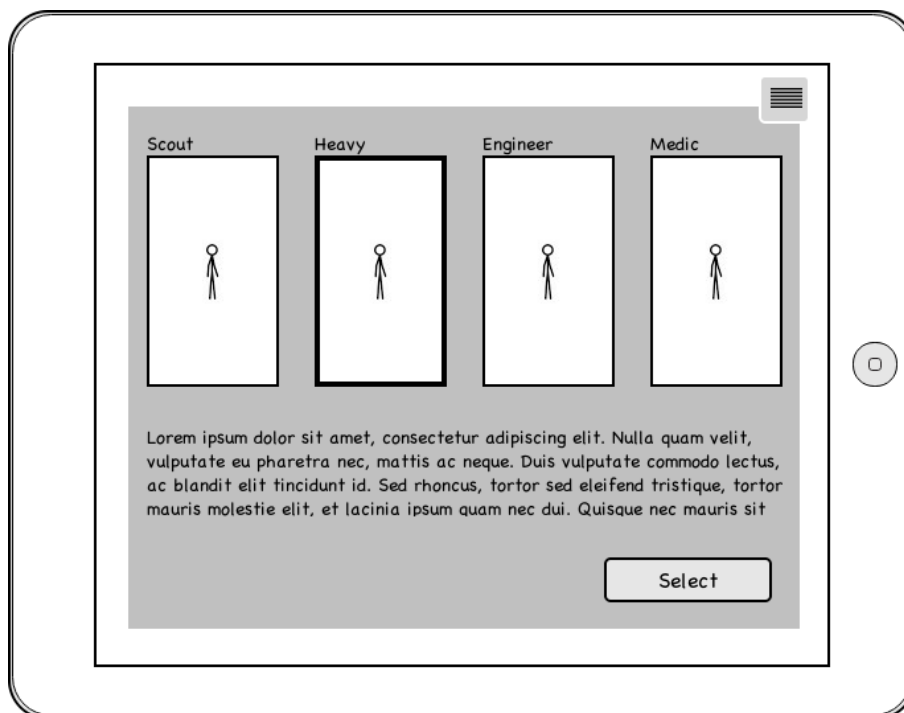 Scout Heavy Engineer Medic
Lorem ipsum dolor sit amet, consectetur adipiscing elit. Nulla quam velit,
vulputate eu pharetra nec, mattis ac neque. Duis vulputate commodo lectus,
ac blandit elit tincidunt id. Sed rhoncus, tortor sed eleifend tristique, tortor
mauris molestie elit, et lacinia ipsum quam nec dui. Quisque nec mauris sit
Select